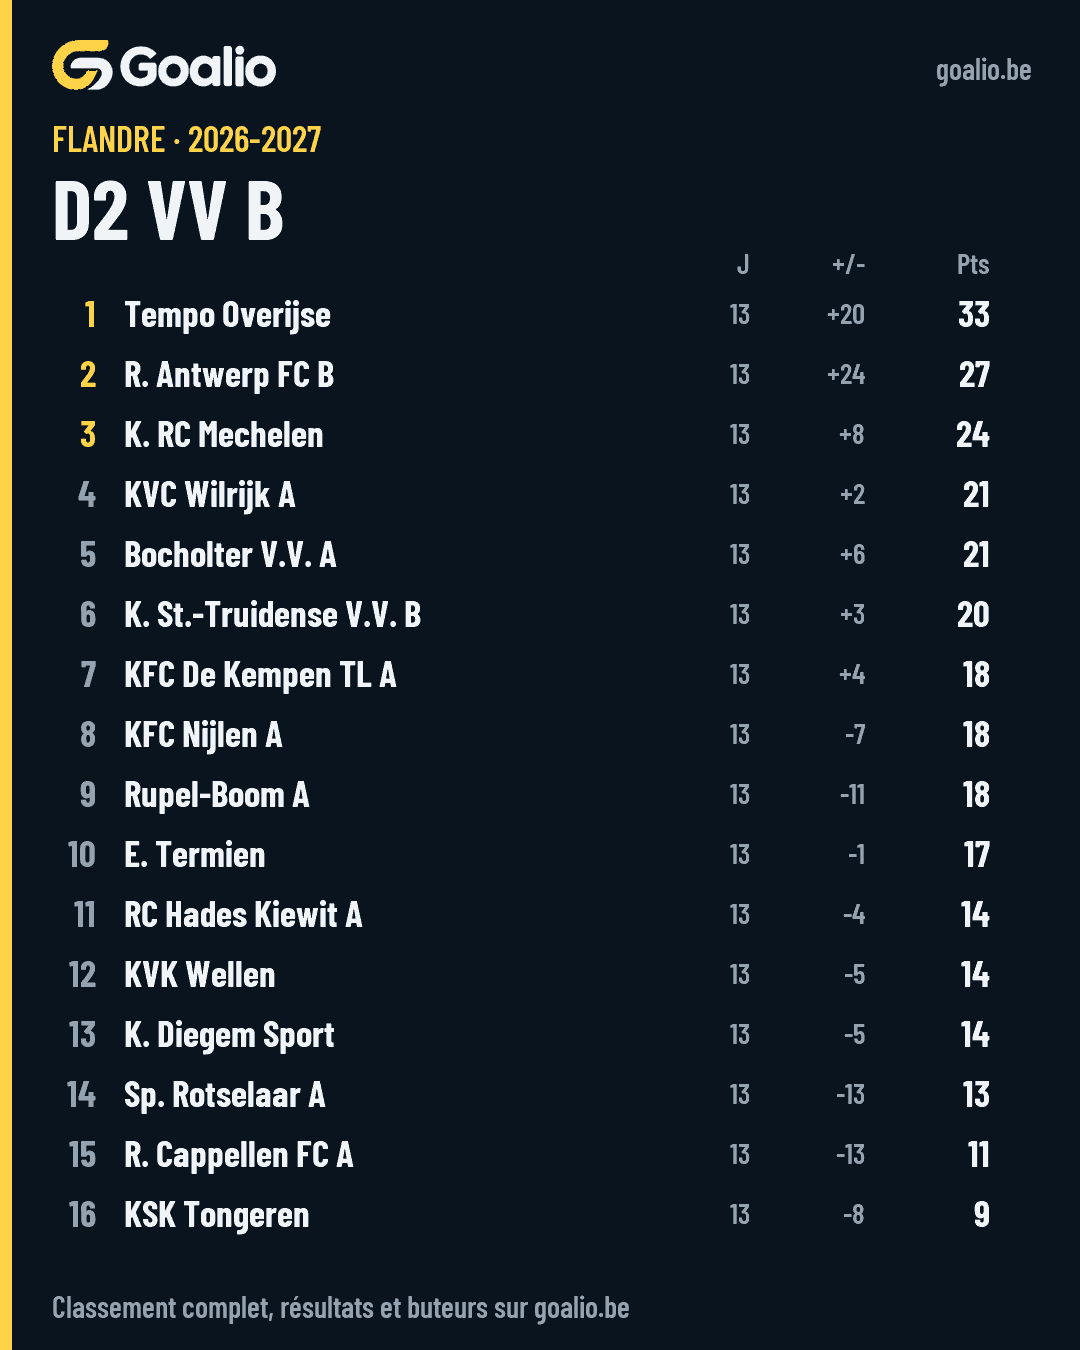 Goalio goalio.be
FLANDRE · 2026-2027
D2 VV B
J +/- Pts
1 Tempo Overijse 13 +20 33
2 R. Antwerp FC B 13 +24 27
3 K. RC Mechelen 13 +8 24
4 KVC Wilrijk A 13 +2 21
5 Bocholter V.V. A 13 +6 21
6 K. St.-Truidense V.V. B 13 +3 20
7 KFC De Kempen TL A 13 +4 18
8 KFC Nijlen A 13 -7 18
9 Rupel-Boom A 13 -11 18
10 E. Termien 13 -1 17
11 RC Hades Kiewit A 13 -4 14
12 KVK Wellen 13 -5 14
13 K. Diegem Sport 13 -5 14
14 Sp. Rotselaar A 13 -13 13
15 R. Cappellen FC A 13 -13 11
16 KSK Tongeren 13 -8 9
Classement complet, résultats et buteurs sur goalio.be